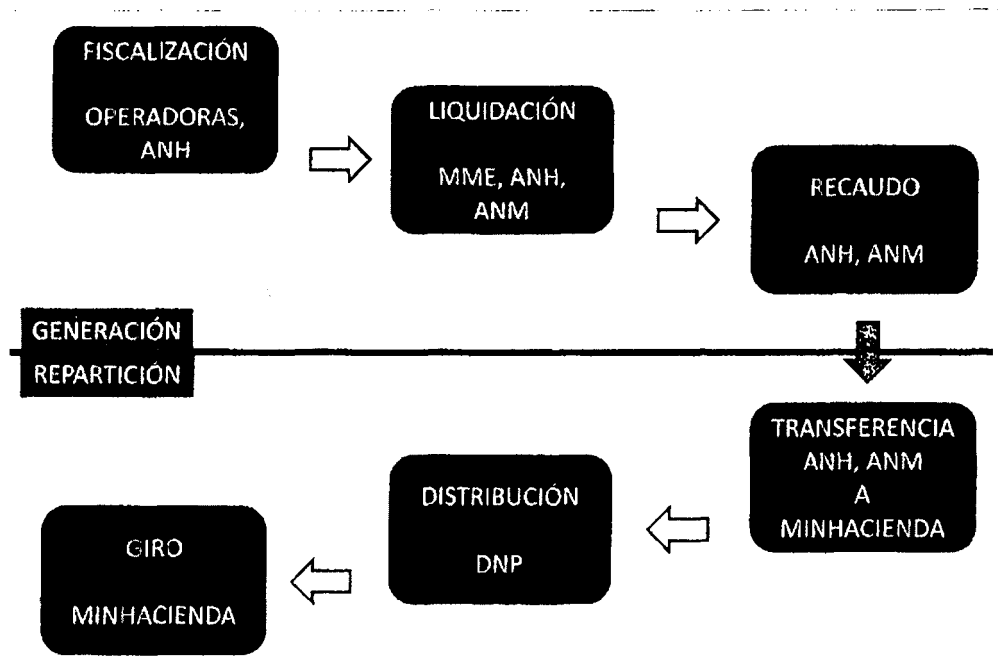 FISCALIZACIÓN
OPERADORAS,
ANH
LIQUIDACIÓN
MME, ANH,
ANM
RECAUDO
ANH, ANM
GENERACIÓN
REPARTICIÓN
TRANSFERENCIA
ANH, ANM
A
MINHACIENDA
DISTRIBUCIÓN
DNP
GIRO
MINHACIENDA